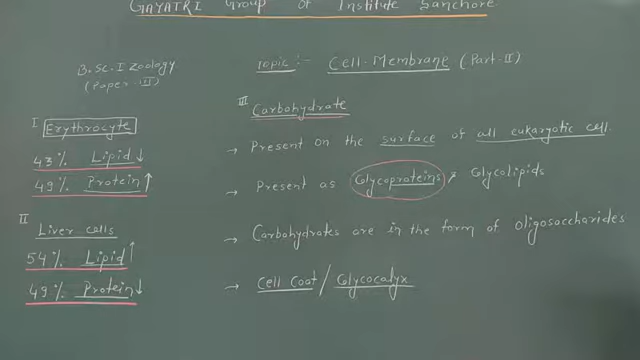 GAYATRI Group of Institute Sanchore
B.SC-I Zoology
(Paper-III)
Topic :- Cell-Membrane (Part-II)
I Erythrocyte
43% Lipid ↓
49% Protein ↑
II Liver cells
54% Lipid ↑
49% Protein ↓
III Carbohydrate
→ Present on the surface of all eukaryotic cell.
→ Present as Glycoproteins * Glycolipids
→ Carbohydrates are in the form of oligosaccharides
→ Cell Coat / Glycocalyx